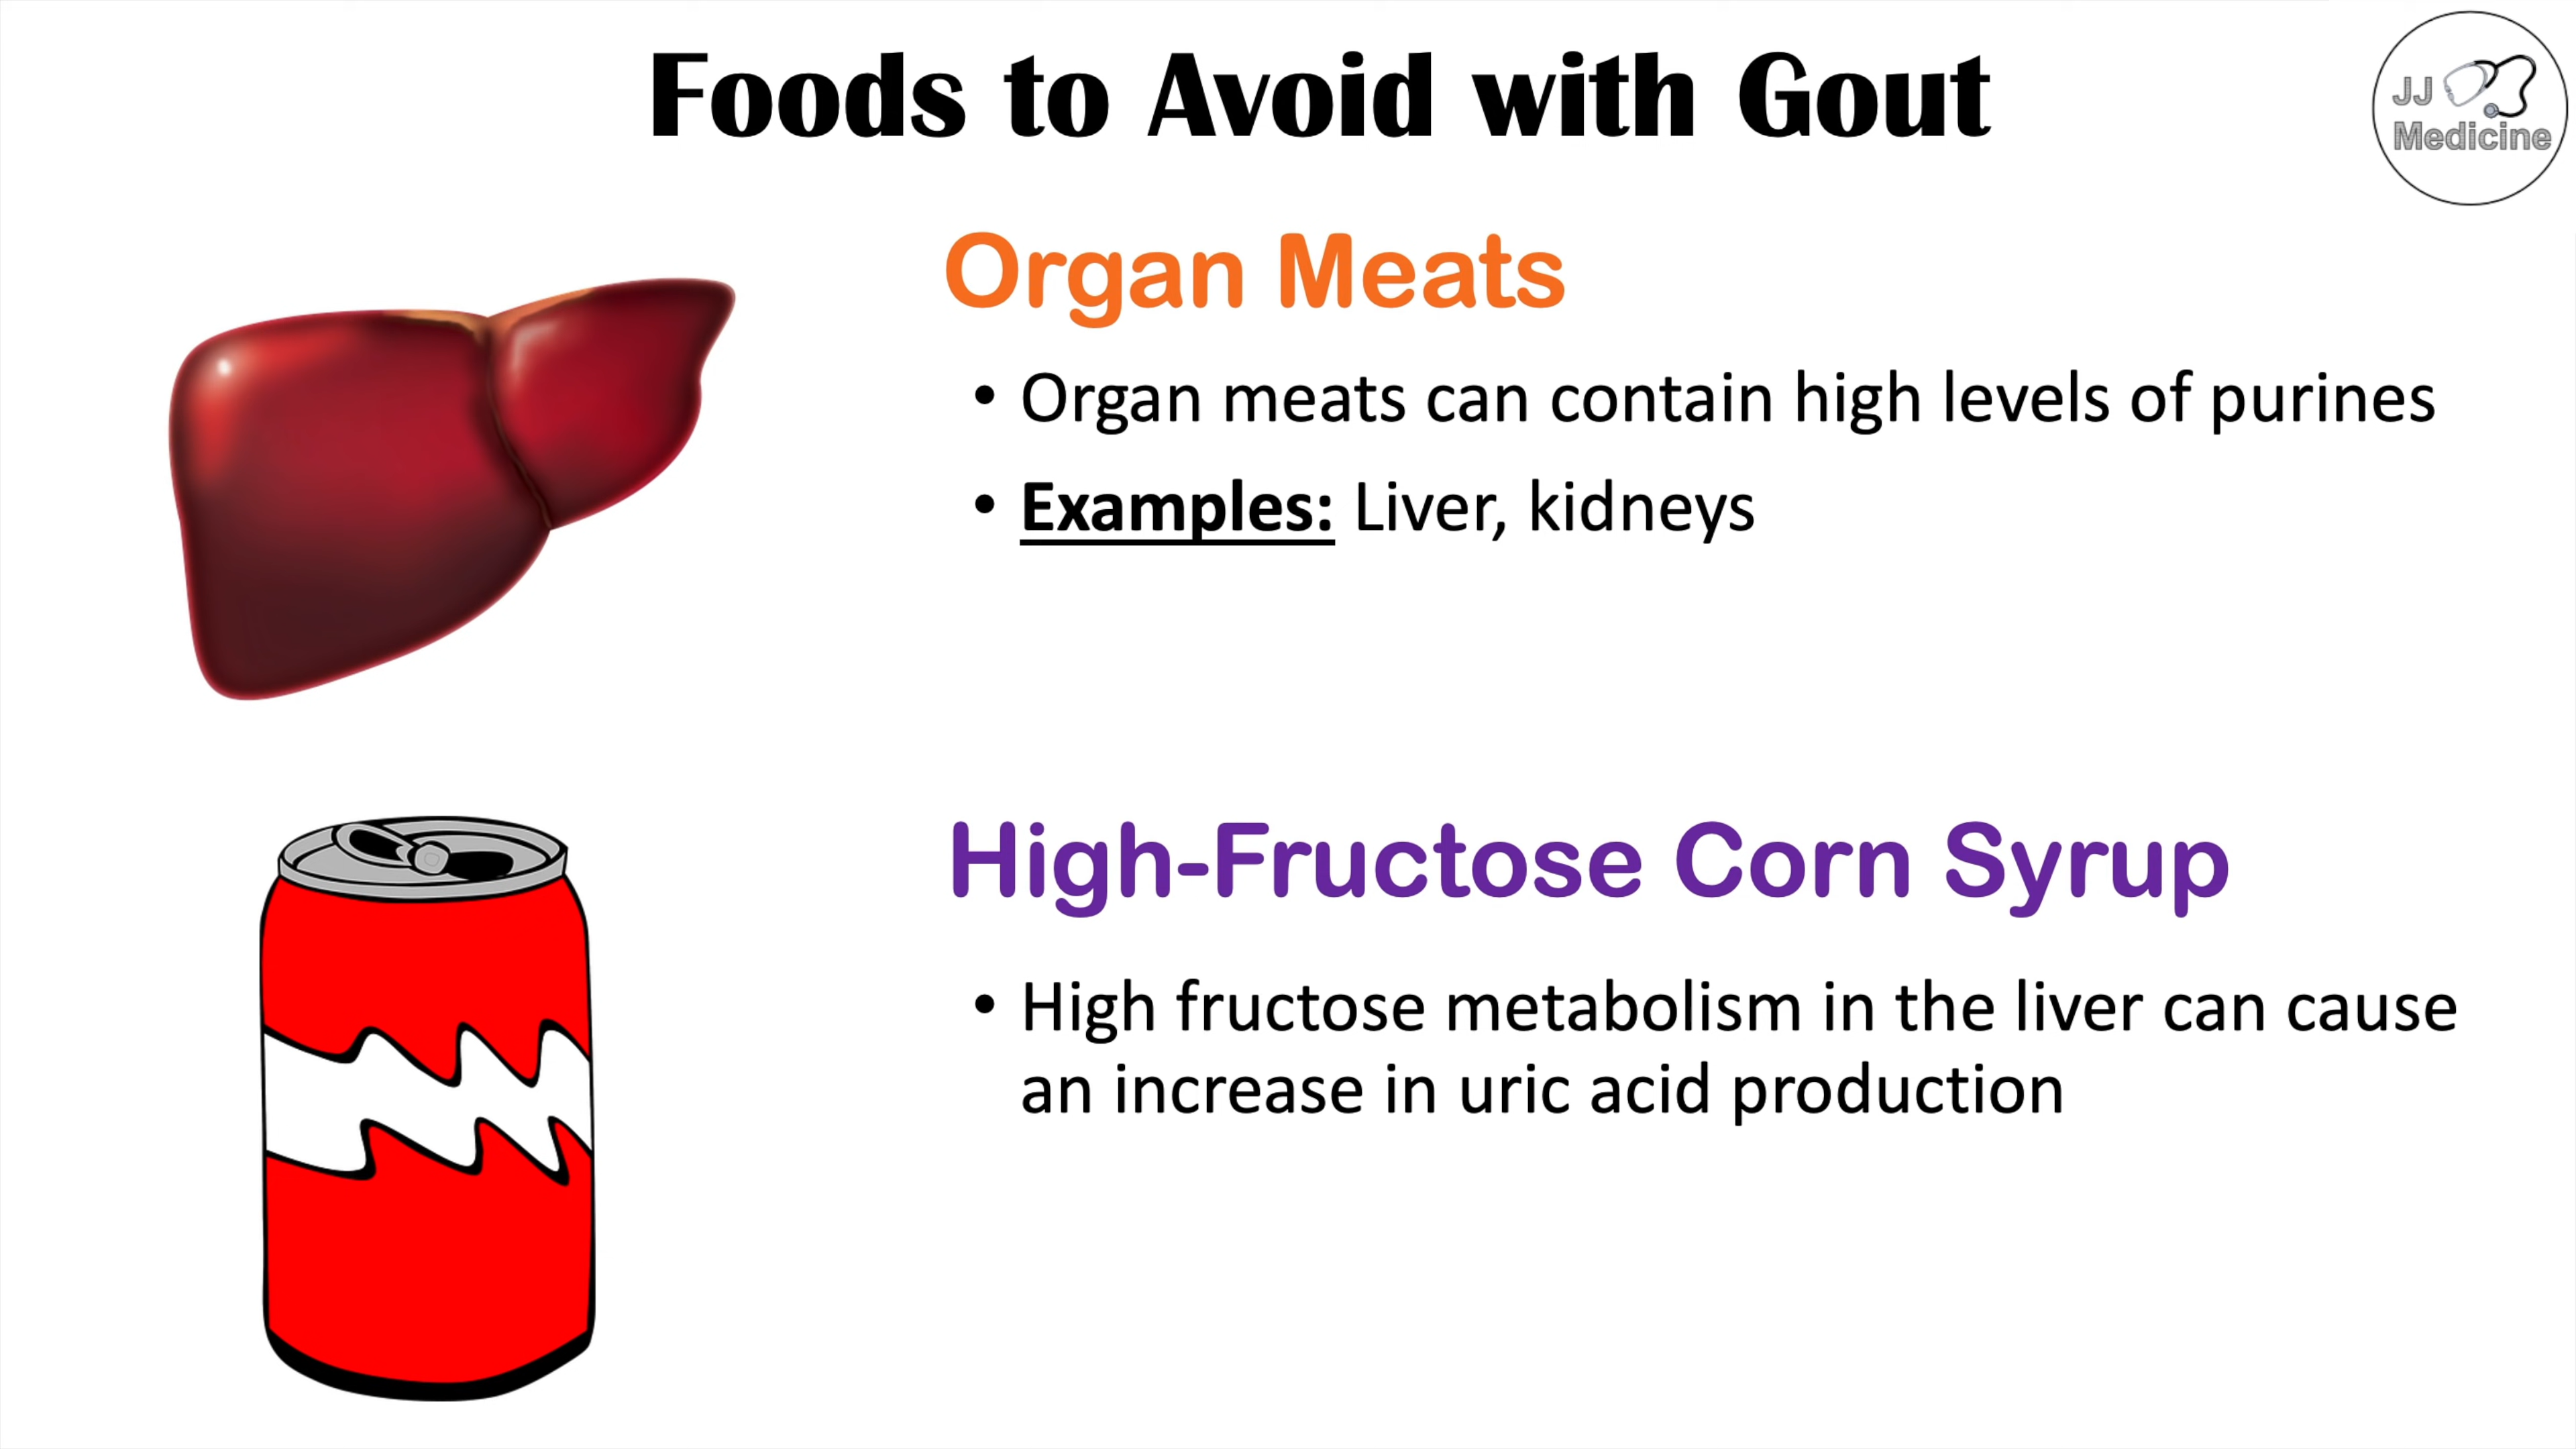 Foods to Avoid with Gout
JJ
Medicine
Organ Meats
• Organ meats can contain high levels of purines
• Examples: Liver, kidneys
High-Fructose Corn Syrup
• High fructose metabolism in the liver can cause
an increase in uric acid production